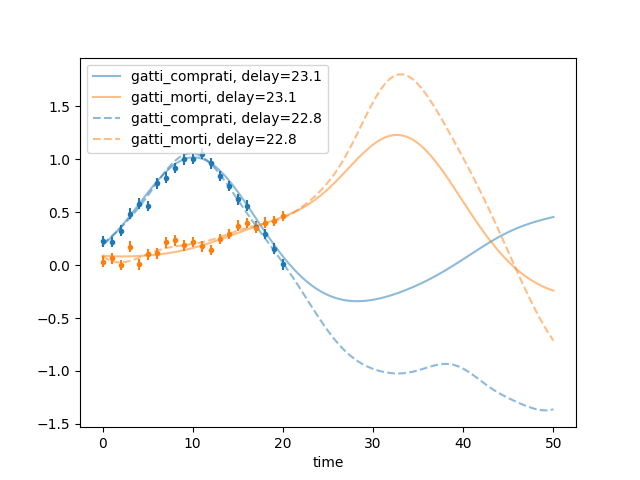 gatti_comprati, delay=23.1
gatti_morti, delay=23.1
gatti_comprati, delay=22.8
gatti_morti, delay=22.8
1.5
1.0
0.5
0.0
−0.5
−1.0
−1.5
0 10 20 30 40 50
time